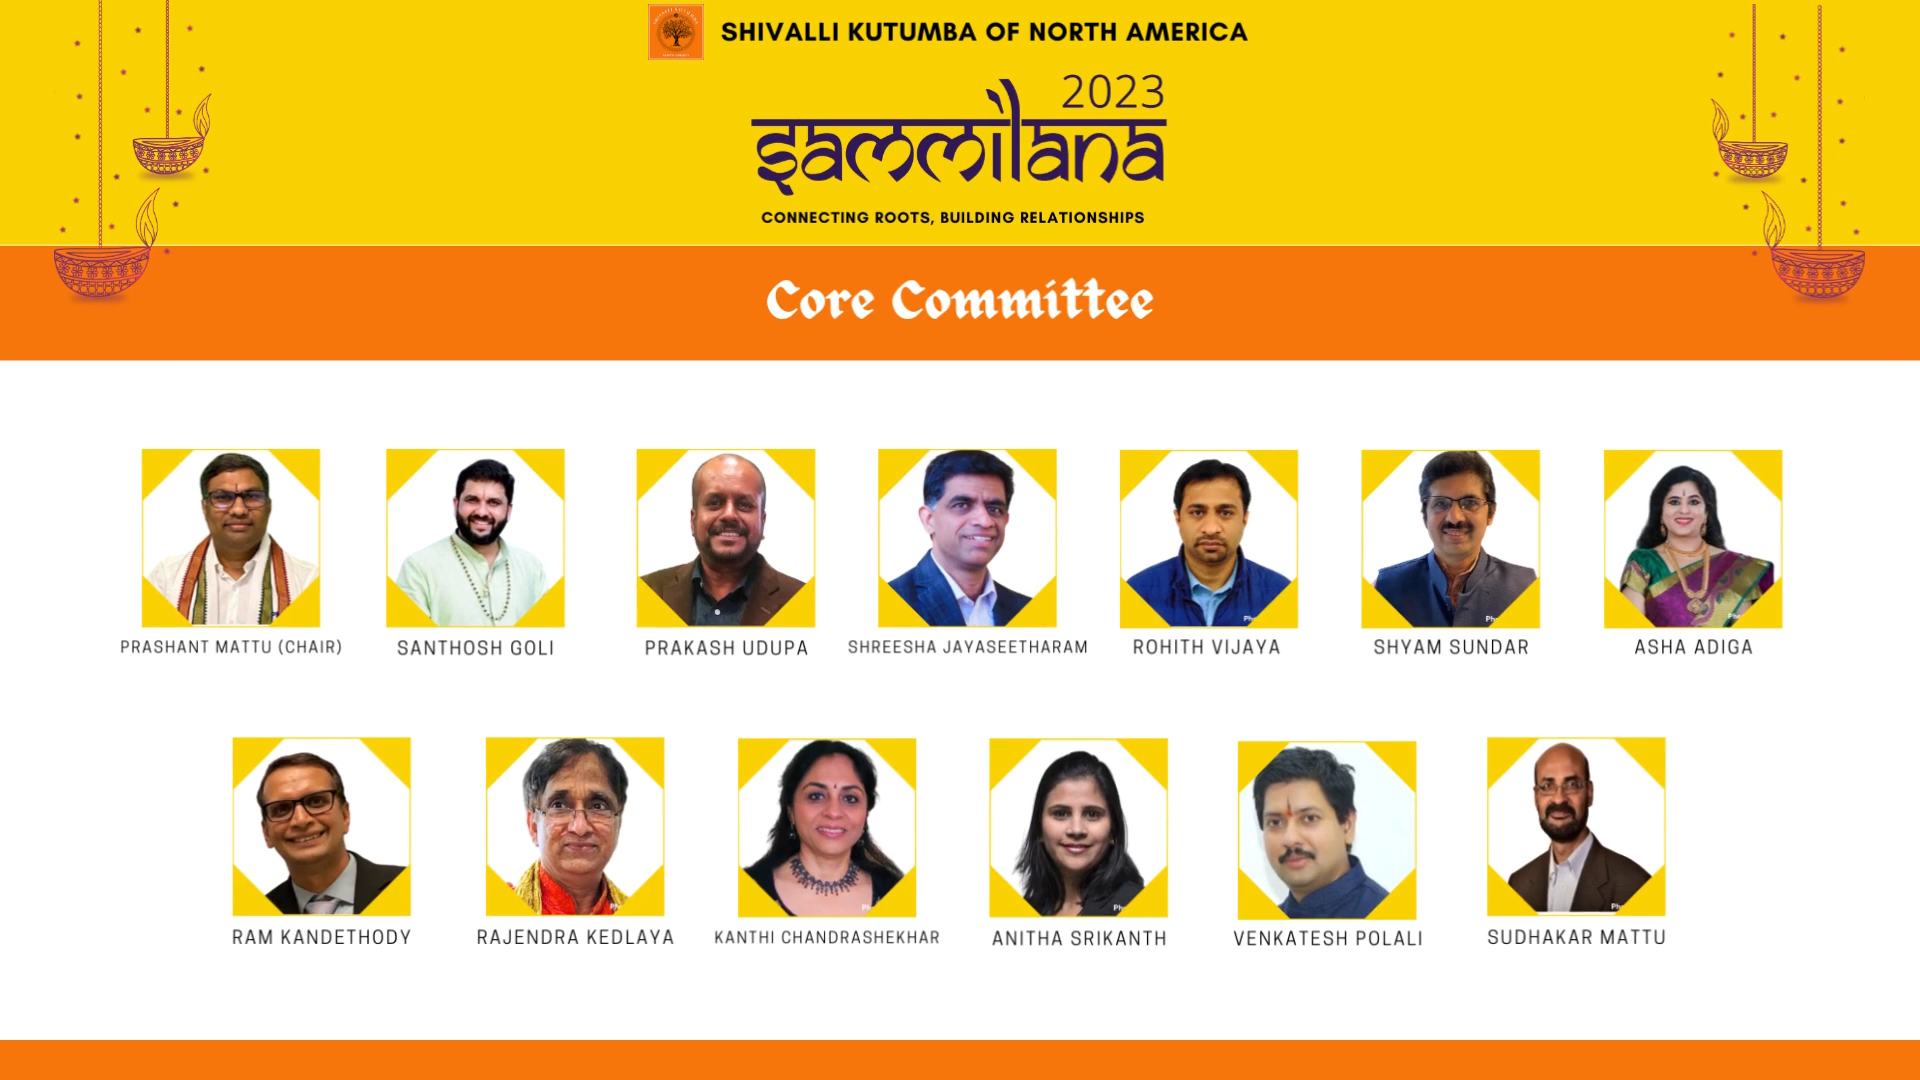 SHIVALLI KUTUMBA OF NORTH AMERICA
2023
sammilana
CONNECTING ROOTS, BUILDING RELATIONSHIPS
Core Committee
PRASHANT MATTU (CHAIR)
SANTHOSH GOLI
PRAKASH UDUPA
SHREESHA JAYASEETHARAM
ROHITH VIJAYA
SHYAM SUNDAR
ASHA ADIGA
RAM KANDETHODY
RAJENDRA KEDLAYA
KANTHI CHANDRASHEKHAR
ANITHA SRIKANTH
VENKATESH POLALI
SUDHAKAR MATTU